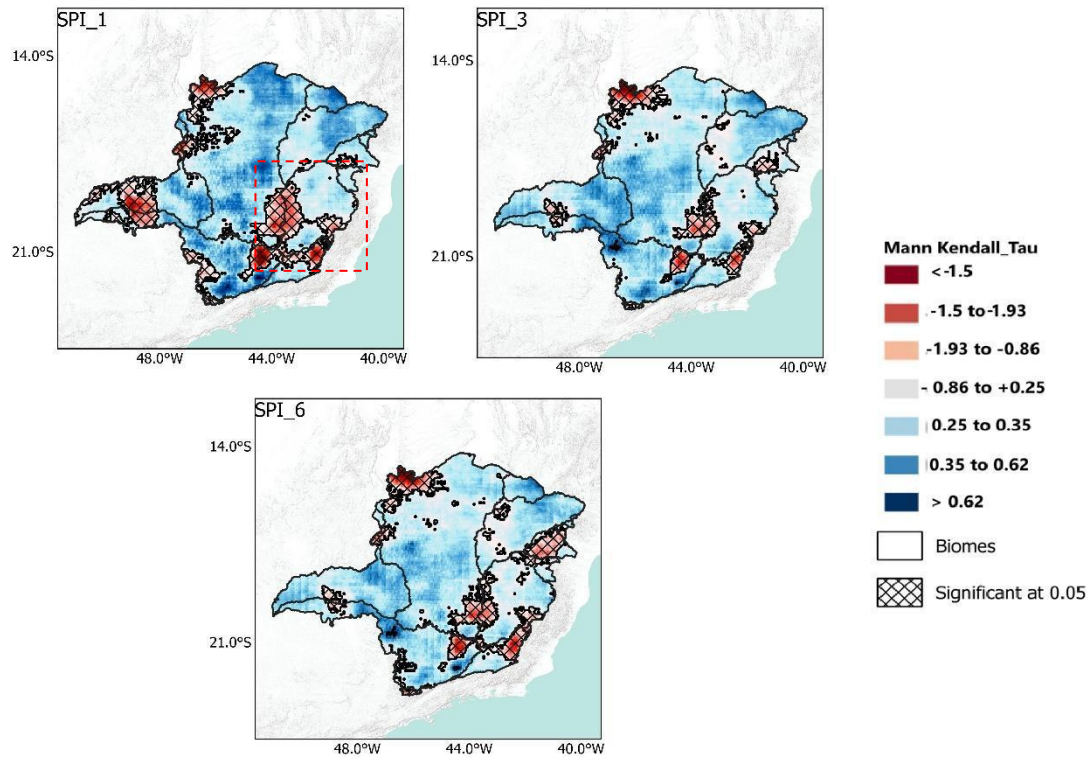 SPI_1
14.0°S
21.0°S
48.0°W 44.0°W 40.0°W
SPI_3
14.0°S
21.0°S
48.0°W 44.0°W 40.0°W
SPI_6
14.0°S
21.0°S
48.0°W 44.0°W 40.0°W
Mann Kendall_Tau
< -1.5
-1.5 to -1.93
-1.93 to -0.86
- 0.86 to +0.25
0.25 to 0.35
0.35 to 0.62
> 0.62
Biomes
Significant at 0.05